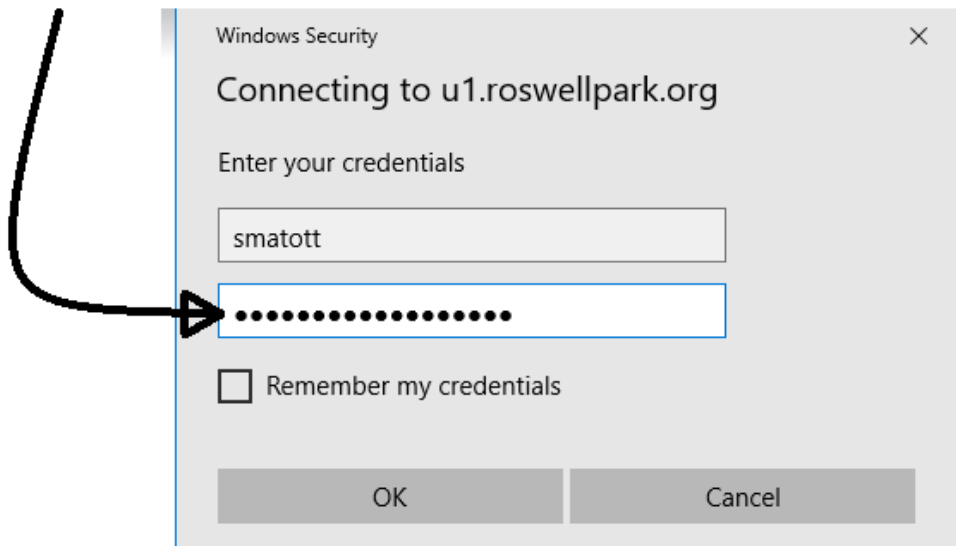 Windows Security
Connecting to u1.roswellpark.org
Enter your credentials
smatott
••••••••••••••••••
Remember my credentials
OK
Cancel